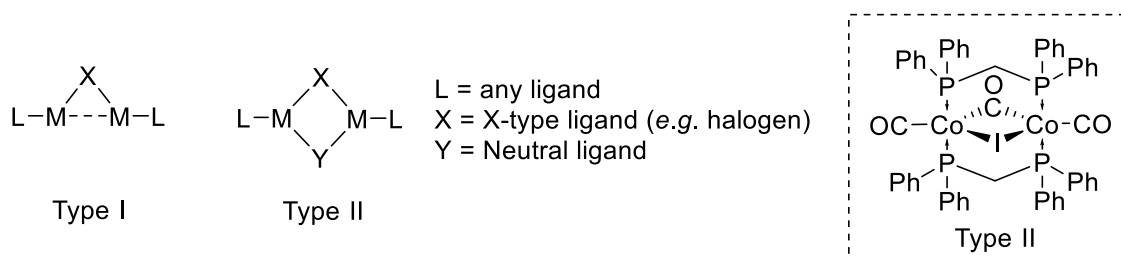 X
L M M L
Type I
X
L M M L
Y
Type II
L = any ligand
X = X-type ligand (e.g. halogen)
Y = Neutral ligand
Ph Ph
Ph P P Ph
O
C
OC Co Co CO
I
Ph P P Ph
Ph Ph
Type II